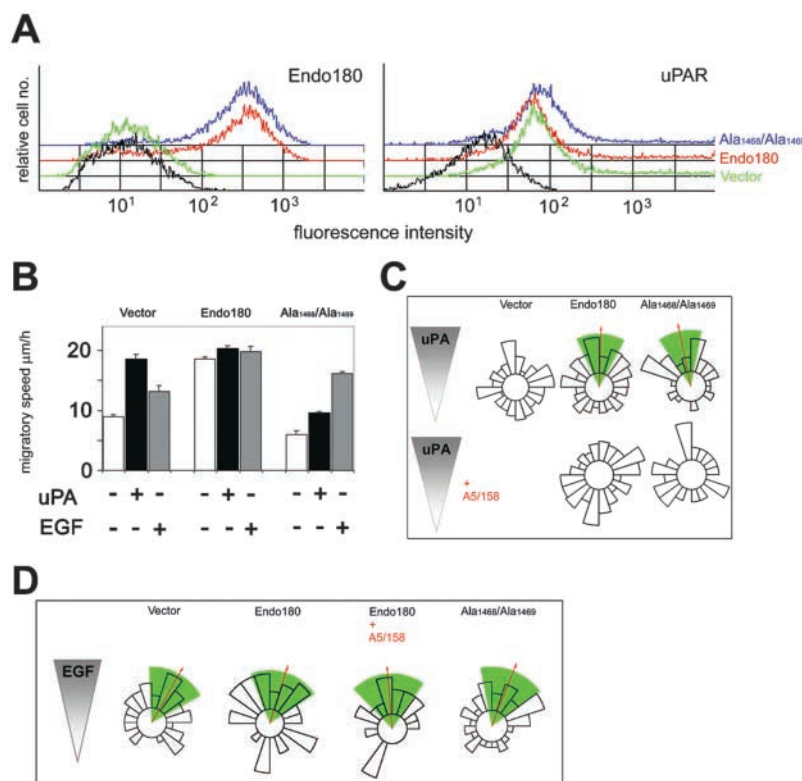 A
Endo180
uPAR
relative cell no.
Ala1468/Ala1469
Endo180
Vector
10¹ 10² 10³ 10¹ 10² 10³
fluorescence intensity
B
Vector Endo180 Ala1468/Ala1469
migratory speed μm/h
20
10
0
uPA - + - - + - - + -
EGF - - + - - + - - +
C
Vector Endo180 Ala1468/Ala1469
uPA
uPA
+
A5/158
D
Vector Endo180 Endo180 Ala1468/Ala1469
+
A5/158
EGF